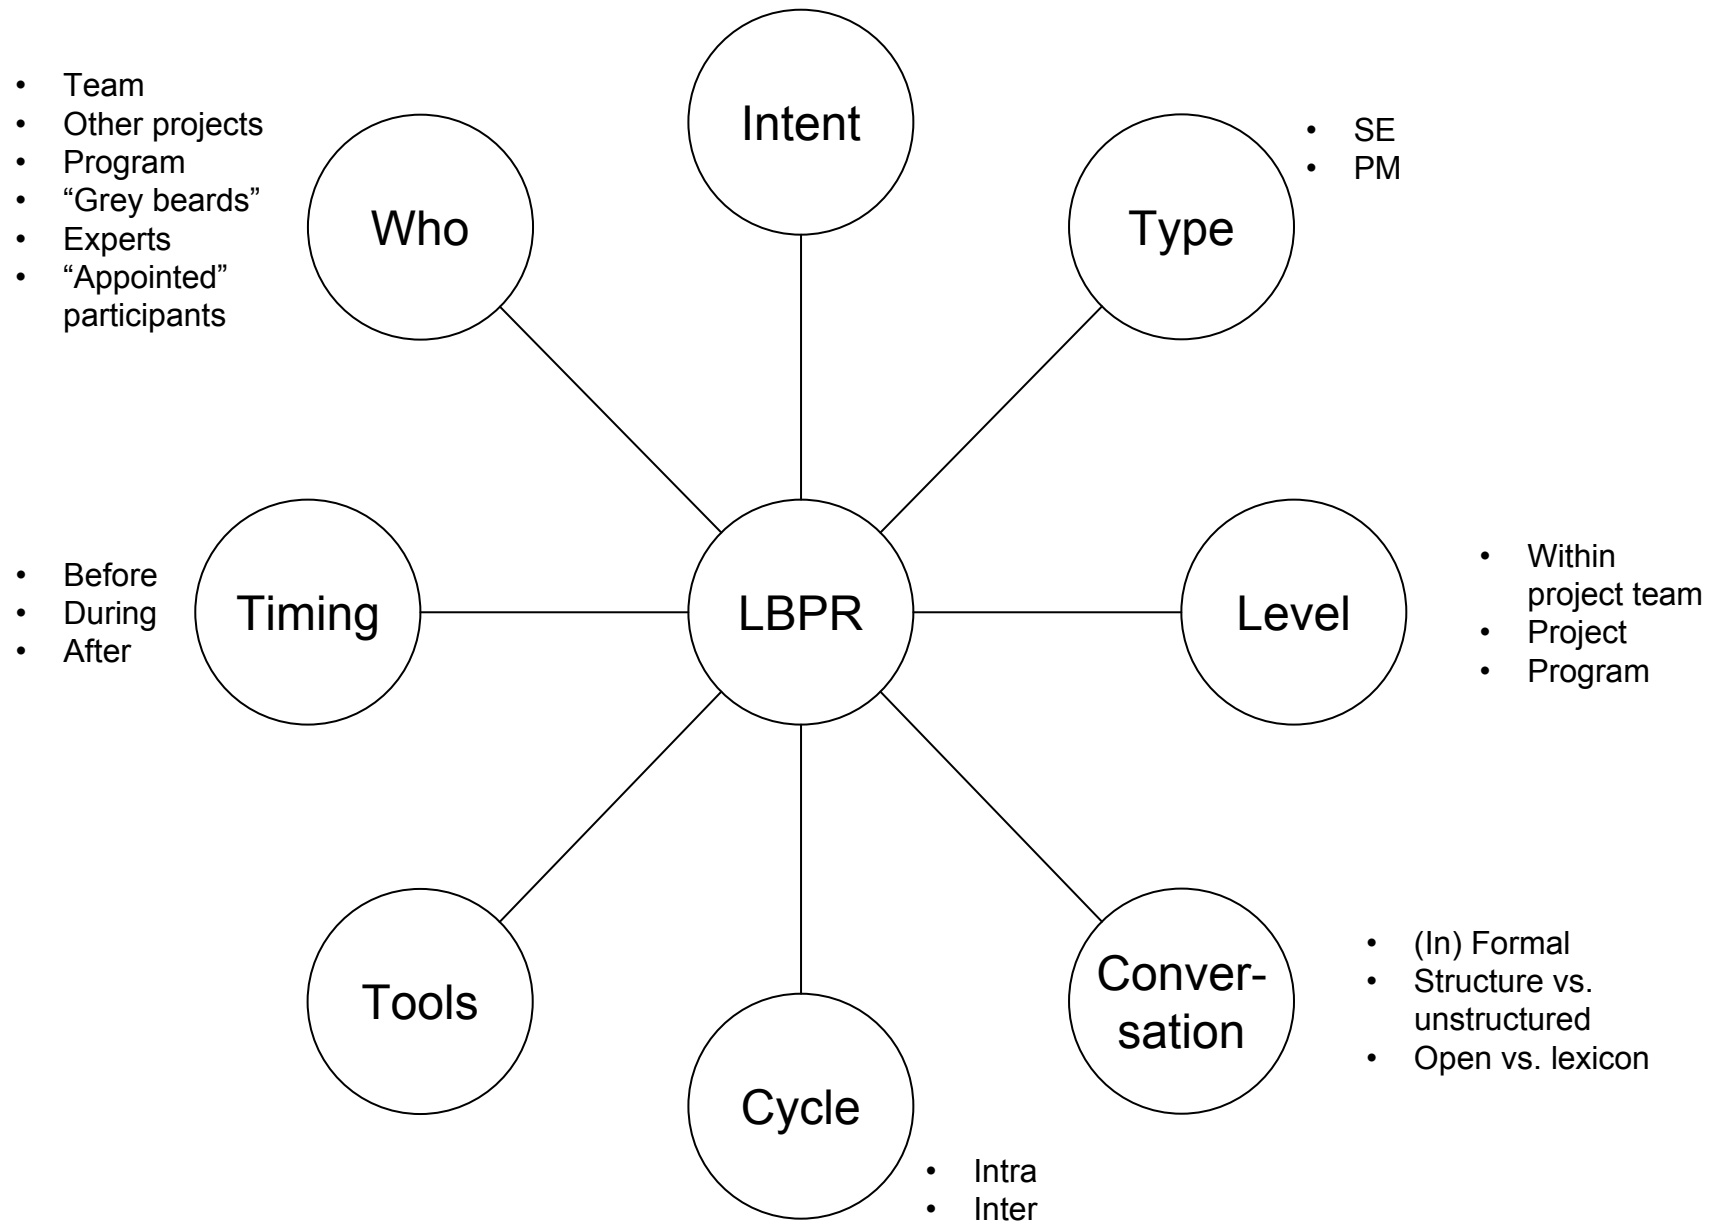 Intent
• Team
• Other projects
• Program
• “Grey beards”
• Experts
• “Appointed”
participants
Who
Type
• SE
• PM
• Before
• During
• After
Timing
LBPR
Level
• Within
project team
• Project
• Program
Tools
Conver-
sation
• (In) Formal
• Structure vs.
unstructured
• Open vs. lexicon
Cycle
• Intra
• Inter